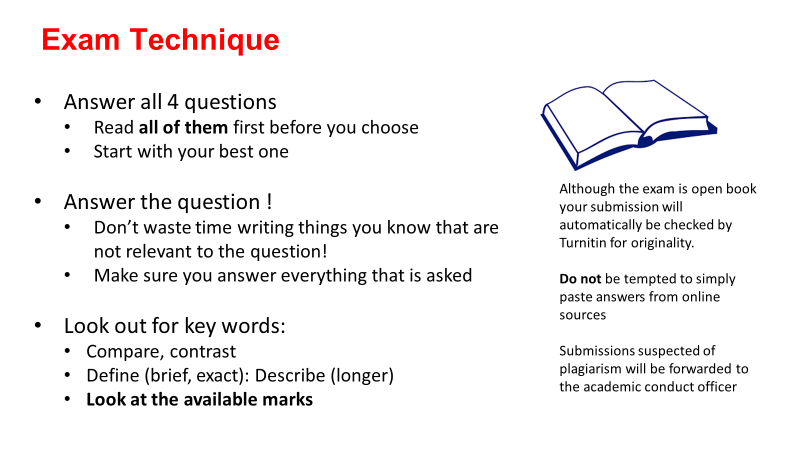 Exam Technique
• Answer all 4 questions
• Read all of them first before you choose
• Start with your best one
• Answer the question !
• Don’t waste time writing things you know that are
not relevant to the question!
• Make sure you answer everything that is asked
• Look out for key words:
• Compare, contrast
• Define (brief, exact): Describe (longer)
• Look at the available marks
Although the exam is open book
your submission will
automatically be checked by
Turnitin for originality.
Do not be tempted to simply
paste answers from online
sources
Submissions suspected of
plagiarism will be forwarded to
the academic conduct officer